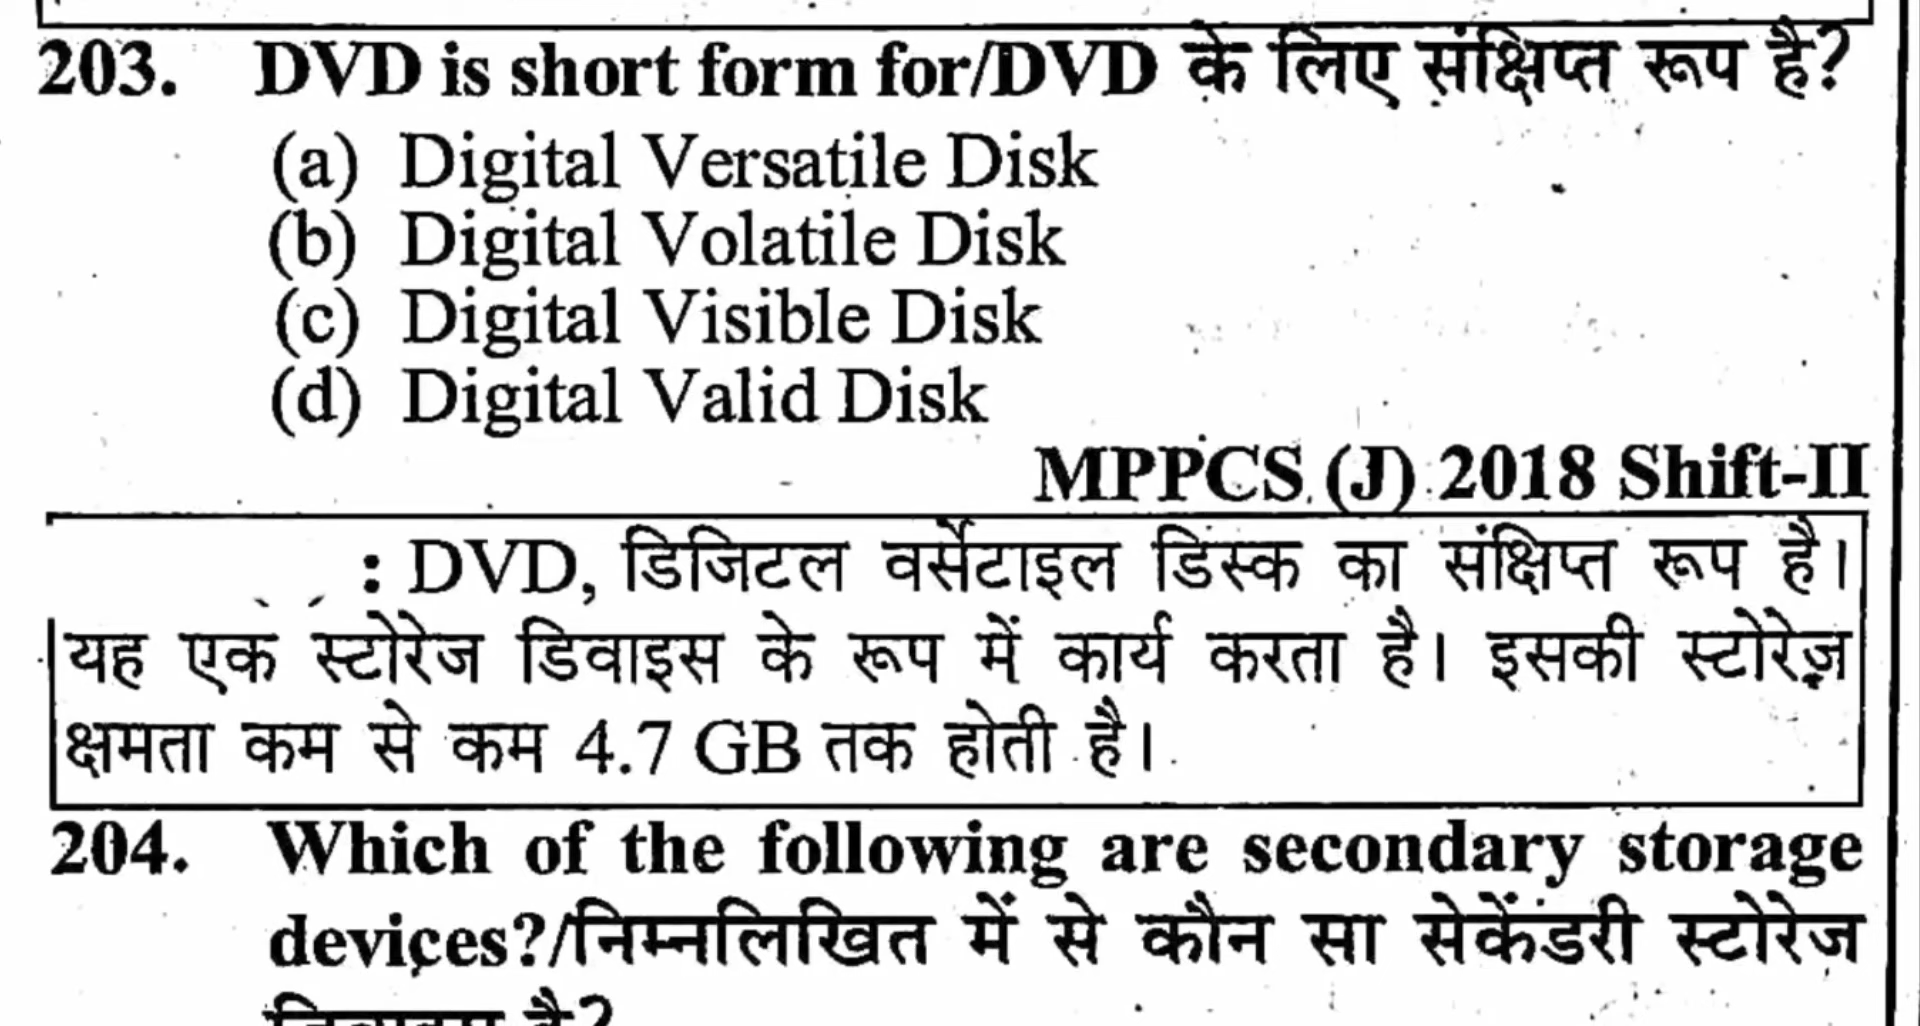 203. DVD is short form for/DVD के लिए संक्षिप्त रूप है?
(a) Digital Versatile Disk
(b) Digital Volatile Disk
(c) Digital Visible Disk
(d) Digital Valid Disk
MPPCS (J) 2018 Shift-II
: DVD, डिजिटल वर्सेटाइल डिस्क का संक्षिप्त रूप है।
यह एक स्टोरेज डिवाइस के रूप में कार्य करता है। इसकी स्टोरेज़
क्षमता कम से कम 4.7 GB तक होती है।
204. Which of the following are secondary storage
devices?/निम्नलिखित में से कौन सा सेकेंडरी स्टोरेज
है?